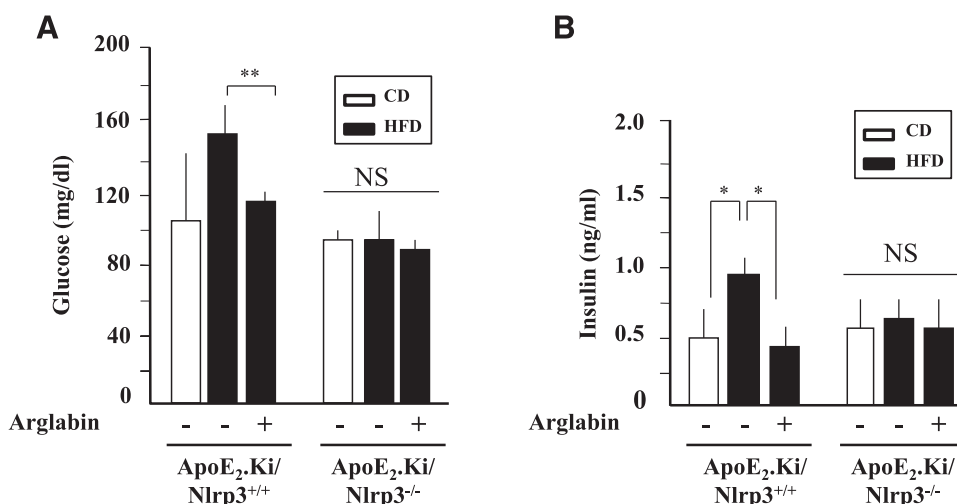 A
200
160
120
80
40
0
Glucose (mg/dl)
**
CD
HFD
NS
Arglabin - - + - - +
ApoE₂.Ki/ ApoE₂.Ki/
Nlrp3⁺/⁺ Nlrp3⁻/⁻
B
2.0
1.5
1.0
0.5
0
Insulin (ng/ml)
CD
HFD
* *
NS
Arglabin - - + - - +
ApoE₂.Ki/ ApoE₂.Ki/
Nlrp3⁺/⁺ Nlrp3⁻/⁻